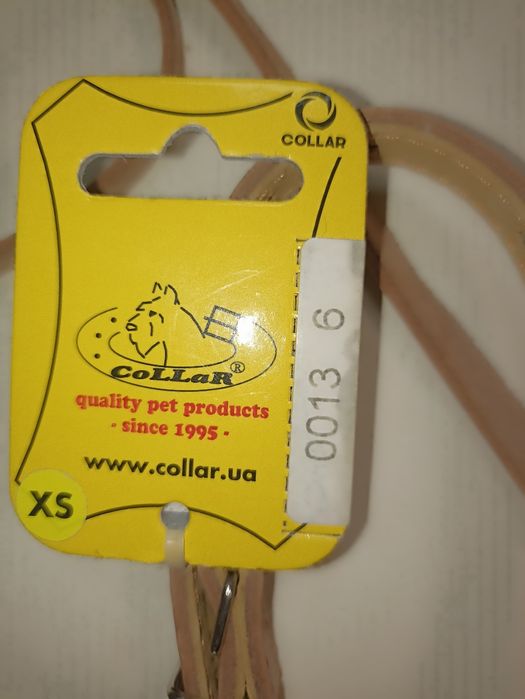 COLLAR
CoLLaR®
quality pet products
- since 1995 -
www.collar.ua
XS
0013 6